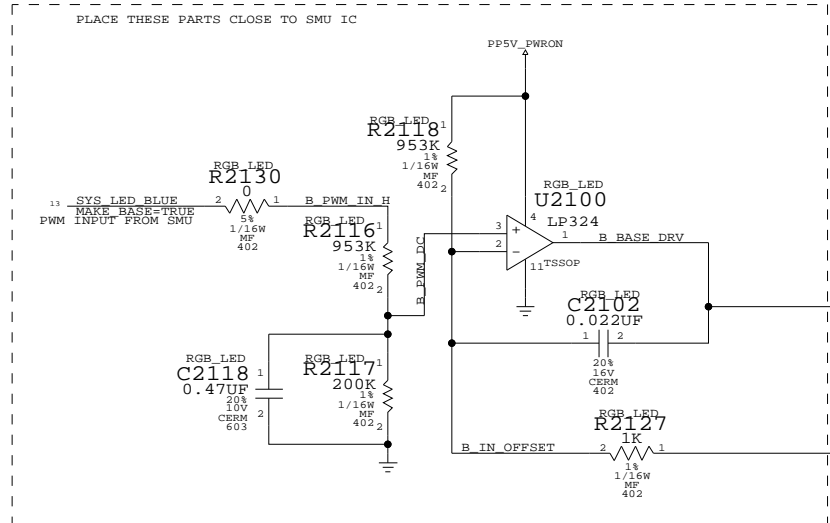 PLACE THESE PARTS CLOSE TO SMU IC
PP5V_PWRON
RGB_LED
R2118
1
953K
1%
1/16W
MF
402
2
RGB_LED
R2130
0
13
SYS_LED_BLUE
2
1
B_PWM_IN_H
MAKE_BASE=TRUE
PWM INPUT FROM SMU
5%
1/16W
MF
402
RGB_LED
U2100
4
LP324
3
+
2
-
1
B_BASE_DRV
11
TSSOP
RGB_LED
R2116
1
953K
1%
1/16W
MF
402
2
B_PWM_DC
RGB_LED
C2102
0.022UF
1
2
20%
16V
CERM
402
RGB_LED
C2118
1
0.47UF
20%
10V
CERM
603
2
RGB_LED
R2117
1
200K
1%
1/16W
MF
402
2
RGB_LED
R2127
1K
B_IN_OFFSET
2
1
1%
1/16W
MF
402